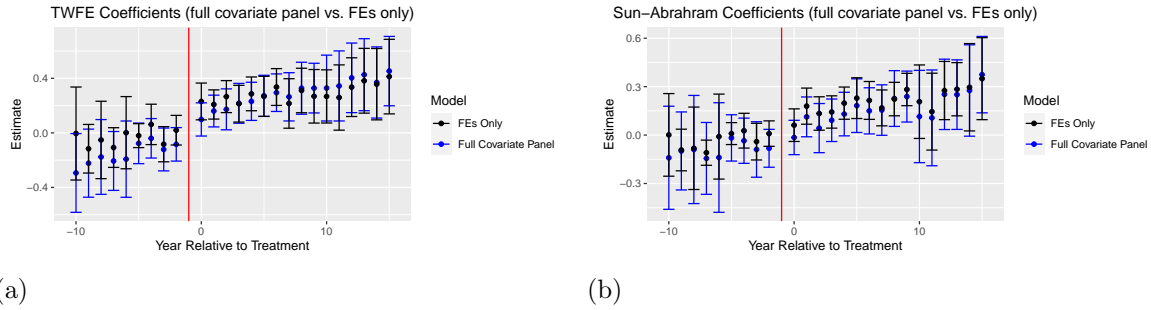 TWFE Coefficients (full covariate panel vs. FEs only)
0.4
0.0
−0.4
Estimate
−10
0
10
Year Relative to Treatment
Model
FEs Only
Full Covariate Panel
(a)
Sun−Abrahram Coefficients (full covariate panel vs. FEs only)
0.6
0.3
0.0
−0.3
Estimate
−10
0
10
Year Relative to Treatment
Model
FEs Only
Full Covariate Panel
(b)